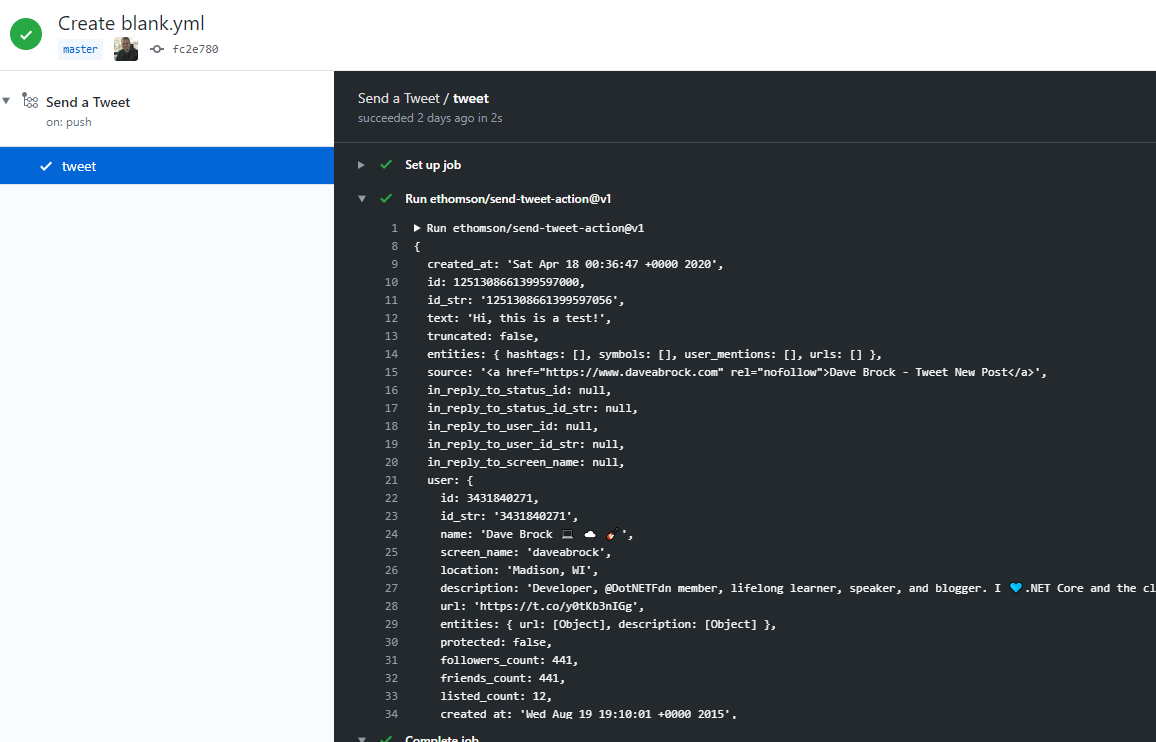 Create blank.yml
master fc2e780
Send a Tweet
on: push
tweet
Send a Tweet / tweet
succeeded 2 days ago in 2s
Set up job
Run ethomson/send-tweet-action@v1
1 Run ethomson/send-tweet-action@v1
8 {
9 created_at: 'Sat Apr 18 00:36:47 +0000 2020',
10 id: 1251308661399597000,
11 id_str: '1251308661399597056',
12 text: 'Hi, this is a test!',
13 truncated: false,
14 entities: { hashtags: [], symbols: [], user_mentions: [], urls: [] },
15 source: '<a href="https://www.daveabrock.com" rel="nofollow">Dave Brock - Tweet New Post</a>',
16 in_reply_to_status_id: null,
17 in_reply_to_status_id_str: null,
18 in_reply_to_user_id: null,
19 in_reply_to_user_id_str: null,
20 in_reply_to_screen_name: null,
21 user: {
22 id: 3431840271,
23 id_str: '3431840271',
24 name: 'Dave Brock 💻 ☁ 🎸',
25 screen_name: 'daveabrock',
26 location: 'Madison, WI',
27 description: 'Developer, @DotNETFdn member, lifelong learner, speaker, and blogger. I 💙.NET Core and the cl
28 url: 'https://t.co/y0tKb3nIGg',
29 entities: { url: [Object], description: [Object] },
30 protected: false,
31 followers_count: 441,
32 friends_count: 441,
33 listed_count: 12,
34 created_at: 'Wed Aug 19 19:10:01 +0000 2015',
Complete job